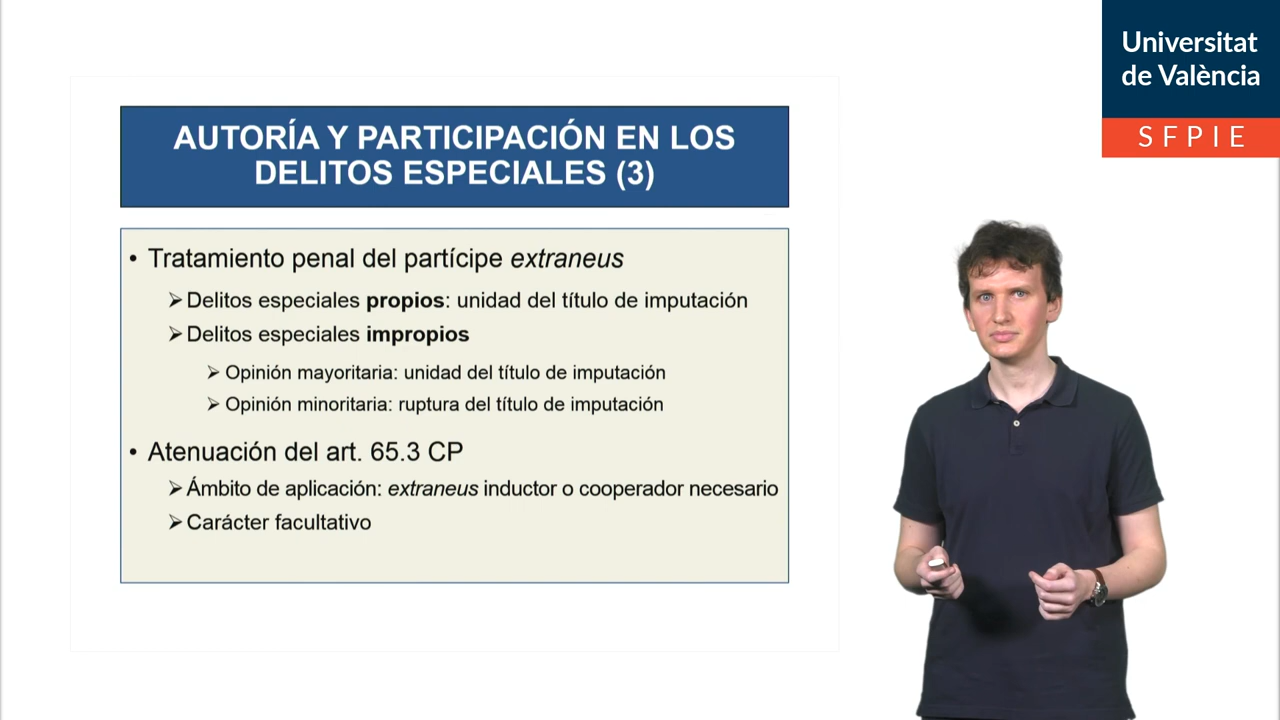 Universitat
de València
SFPIE
AUTORÍA Y PARTICIPACIÓN EN LOS
DELITOS ESPECIALES (3)
• Tratamiento penal del partícipe extraneus
➢ Delitos especiales propios: unidad del título de imputación
➢ Delitos especiales impropios
➢ Opinión mayoritaria: unidad del título de imputación
➢ Opinión minoritaria: ruptura del título de imputación
• Atenuación del art. 65.3 CP
➢ Ámbito de aplicación: extraneus inductor o cooperador necesario
➢ Carácter facultativo